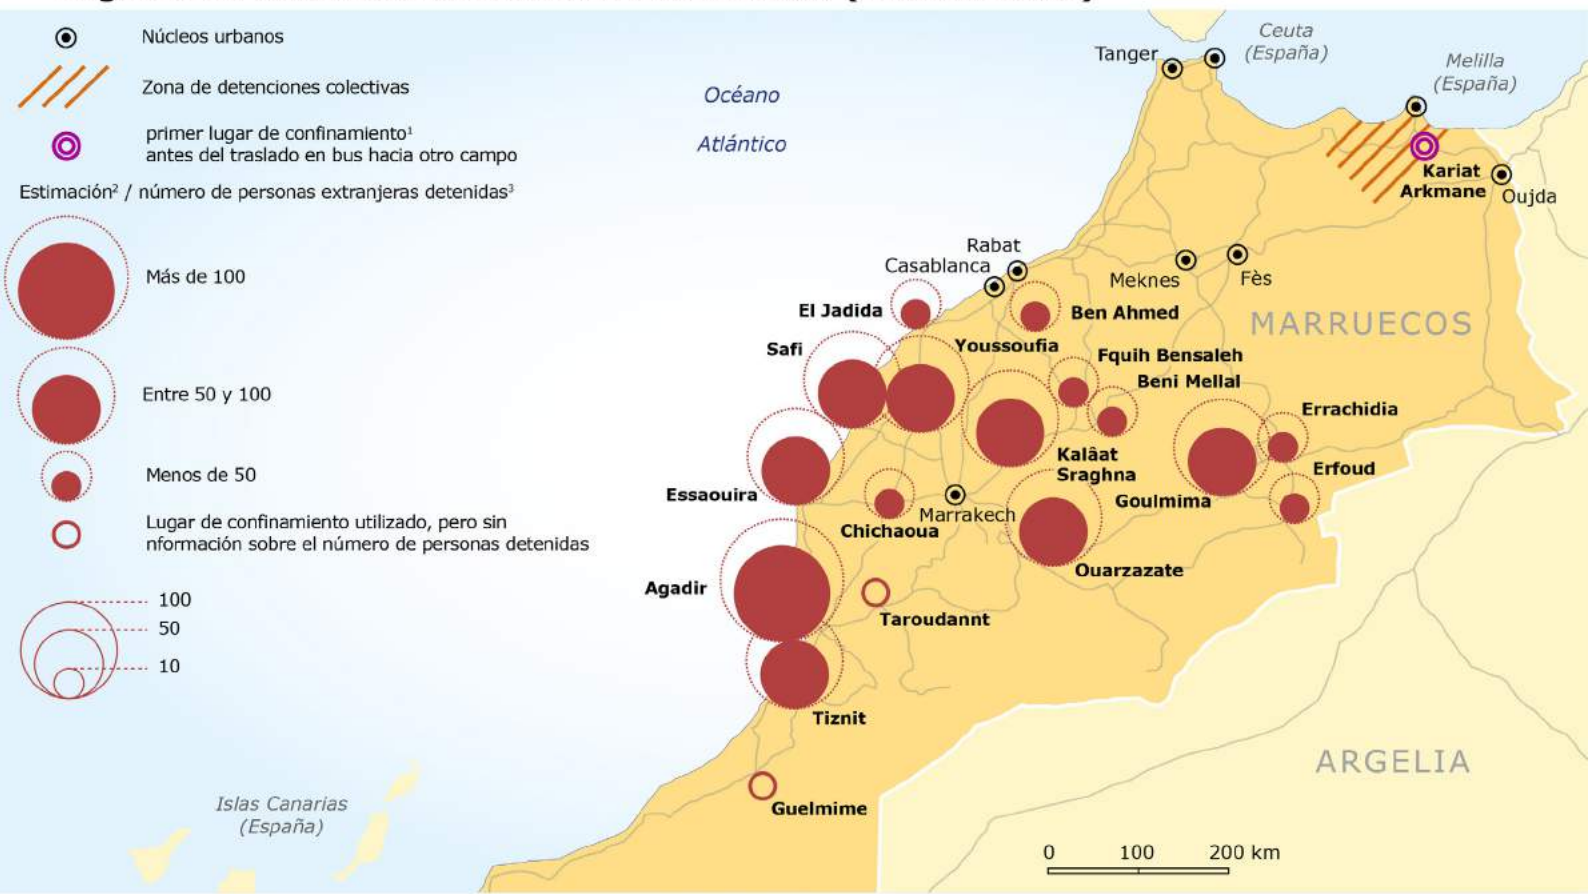 Núcleos urbanos
Zona de detenciones colectivas
primer lugar de confinamiento¹
antes del traslado en bus hacia otro campo
Estimación² / número de personas extranjeras detenidas³
Más de 100
Entre 50 y 100
Menos de 50
Lugar de confinamiento utilizado, pero sin
nformación sobre el número de personas detenidas
100
50
10
Océano
Atlántico
Tanger
Ceuta
(España)
Melilla
(España)
Kariat
Arkmane
Oujda
Rabat
Casablanca
Meknes
Fès
El Jadida
Ben Ahmed
MARRUECOS
Safi
Youssoufia
Fquih Bensaleh
Beni Mellal
Errachidia
Kalâat
Sraghna
Erfoud
Essaouira
Goulmima
Marrakech
Chichaoua
Ouarzazate
Agadir
Taroudannt
Tiznit
ARGELIA
Guelmime
Islas Canarias
(España)
0 100 200 km